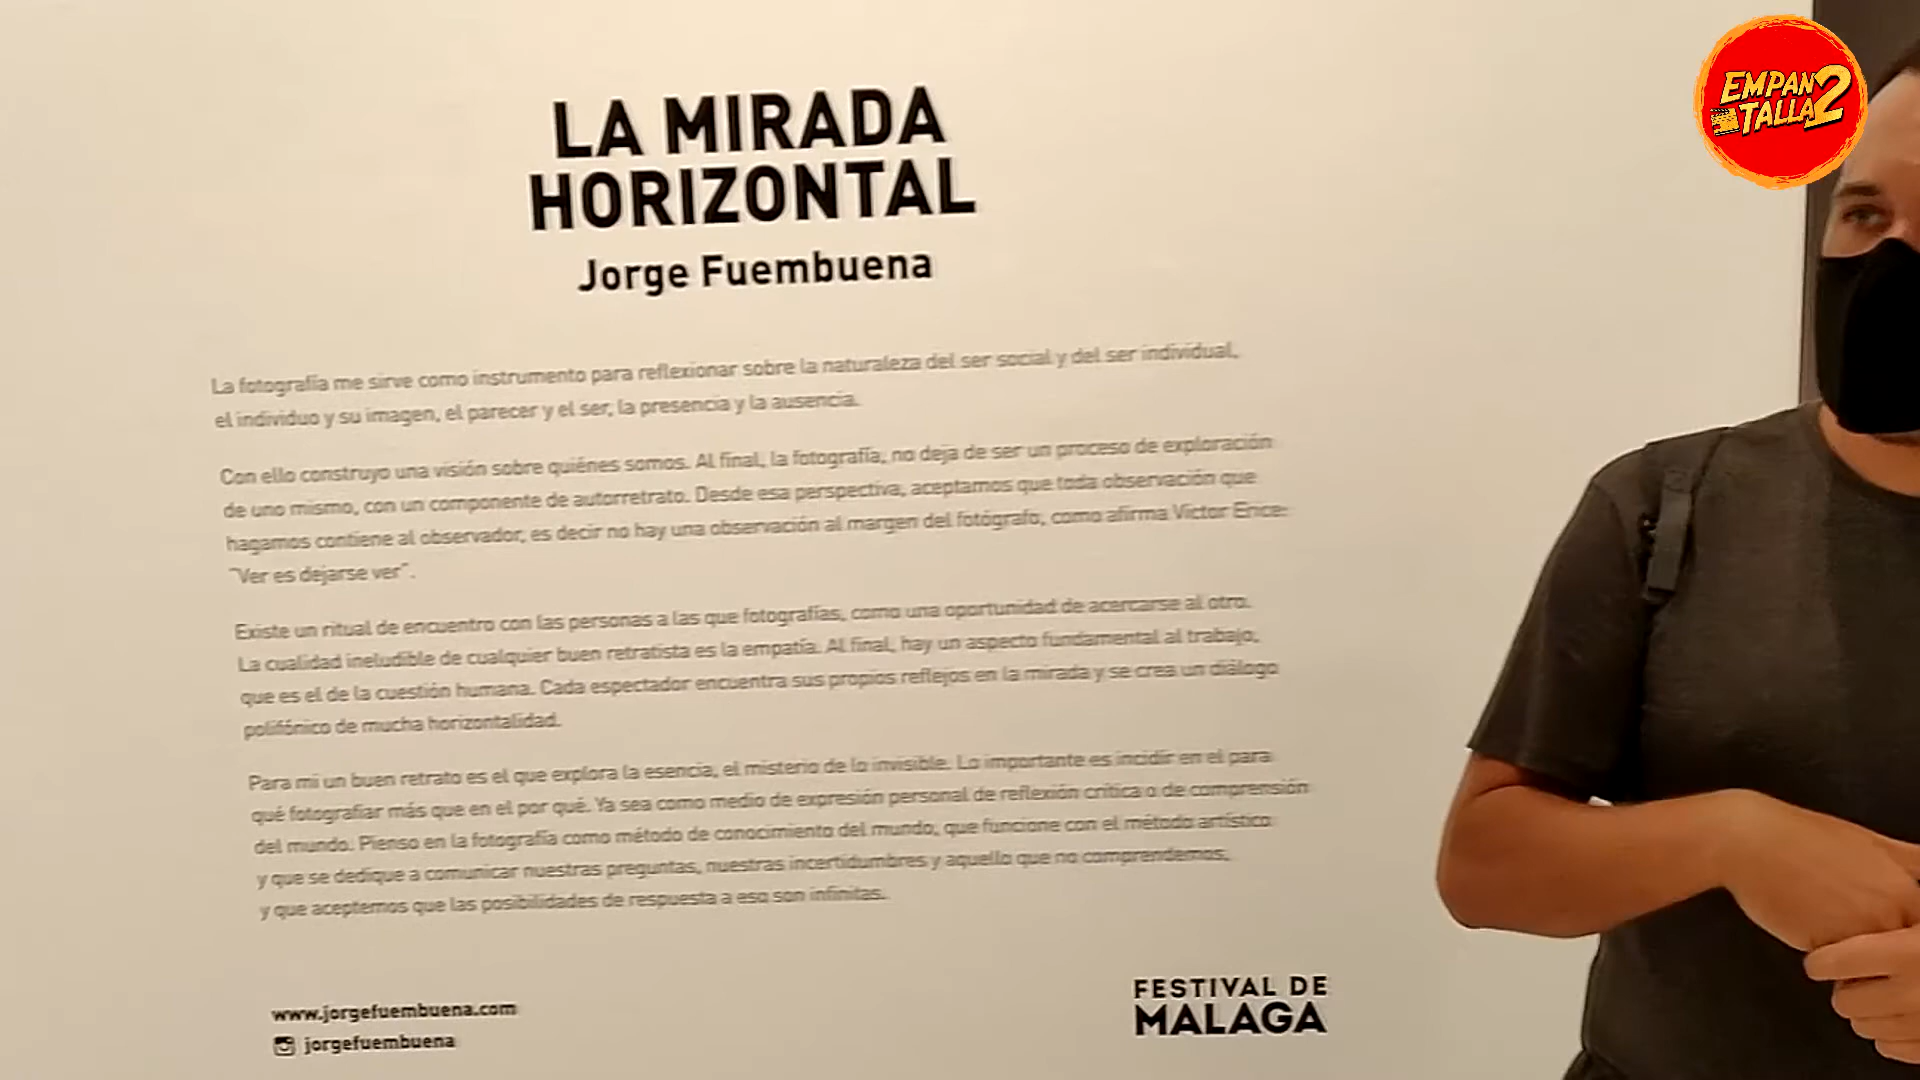 LA MIRADA
HORIZONTAL
Jorge Fuembuena
La fotografía me sirve como instrumento para reflexionar sobre la naturaleza del ser social y del ser individual,
el individuo y su imagen, el parecer y el ser, la presencia y la ausencia.
Con ello construyo una visión sobre quiénes somos. Al final, la fotografía, no deja de ser un proceso de exploración
de uno mismo, con un componente de autorretrato. Desde esa perspectiva, aceptamos que toda observación que
hagamos contiene al observador, es decir no hay una observación al margen del fotógrafo, como afirma Víctor Erice:
"Ver es dejarse ver".
Existe un ritual de encuentro con las personas a las que fotografías, como una oportunidad de acercarse al otro.
La cualidad ineludible de cualquier buen retratista es la empatía. Al final, hay un aspecto fundamental al trabajo,
que es el de la cuestión humana. Cada espectador encuentra sus propios reflejos en la mirada y se crea un diálogo
polifónico de mucha horizontalidad.
Para mi un buen retrato es el que explora la esencia, el misterio de lo invisible. Lo importante es incidir en el para
qué fotografiar más que en el por qué. Ya sea como medio de expresión personal de reflexión crítica o de comprensión
del mundo. Pienso en la fotografía como método de conocimiento del mundo, que funcione con el método artístico
y que se dedique a comunicar nuestras preguntas, nuestras incertidumbres y aquello que no comprendemos,
y que aceptemos que las posibilidades de respuesta a eso son infinitas.
www.jorgefuembuena.com
jorgefuembuena
FESTIVAL DE
MALAGA
EMPAN
TALLA2